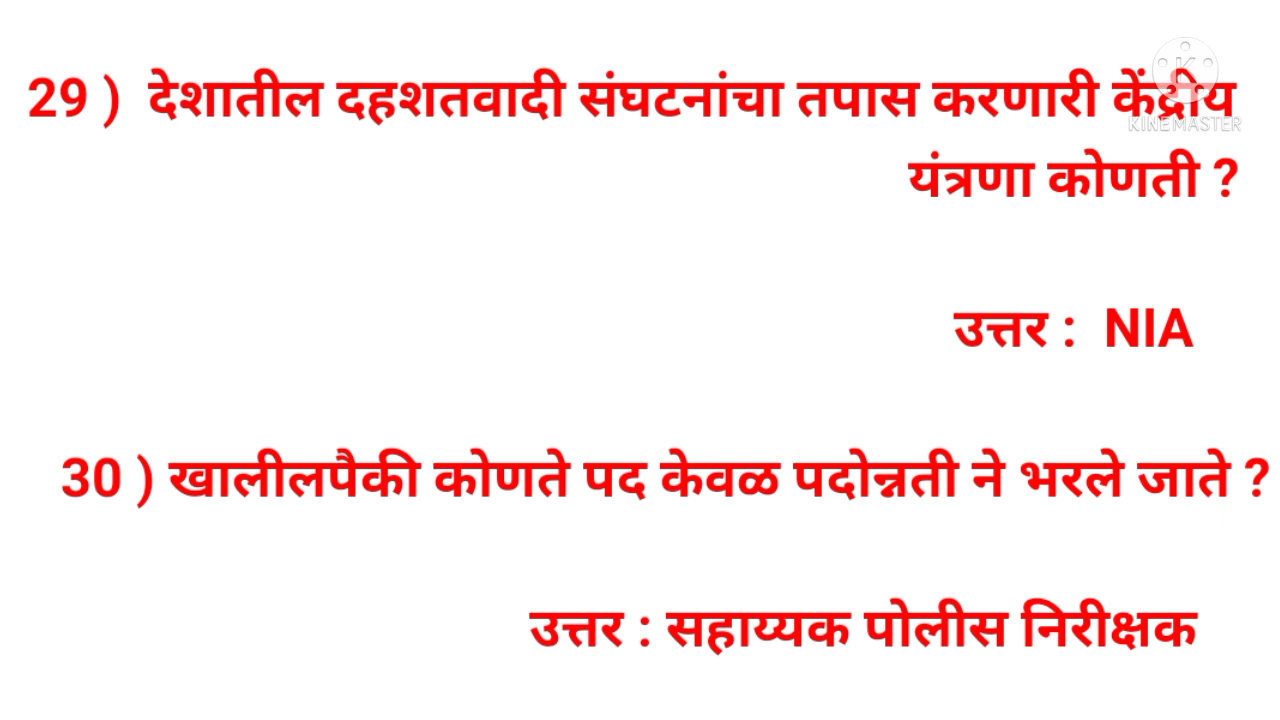 29 ) देशातील दहशतवादी संघटनांचा तपास करणारी केंद्रीय
यंत्रणा कोणती ?
उत्तर : NIA
30 ) खालीलपैकी कोणते पद केवळ पदोन्नती ने भरले जाते ?
उत्तर : सहाय्यक पोलीस निरीक्षक
K
KINEMASTER